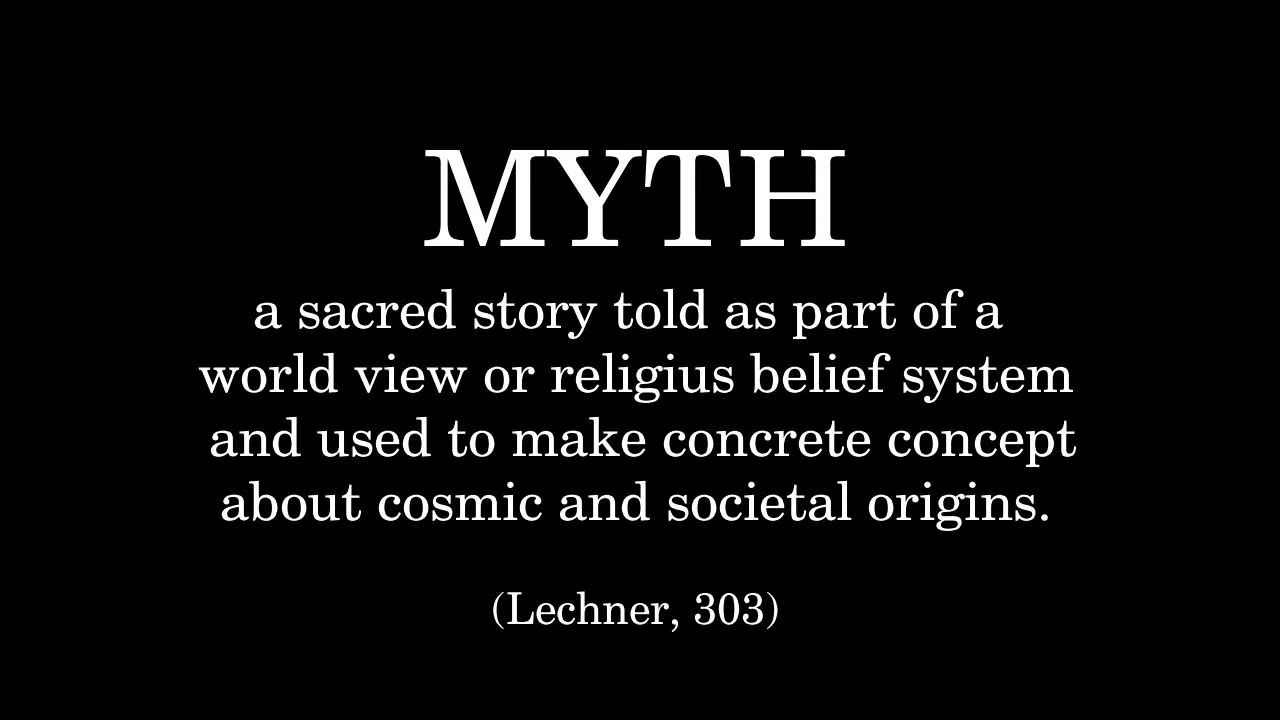 MYTH
a sacred story told as part of a
world view or religius belief system
and used to make concrete concept
about cosmic and societal origins.
(Lechner, 303)